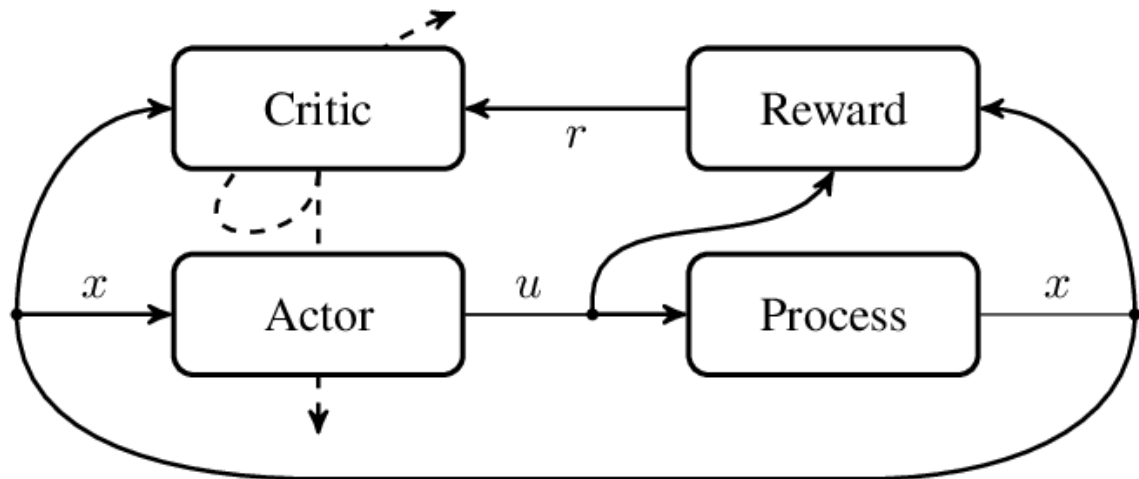 Critic
Reward
r
x
Actor
u
Process
x